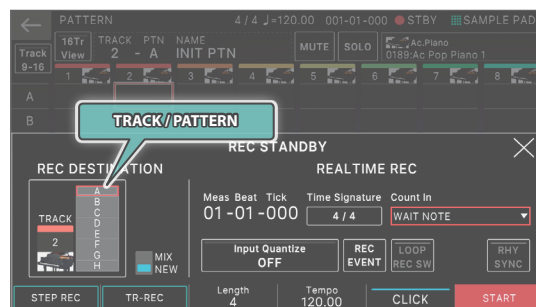 PATTERN 4 / 4 ♩=120.00 001-01-000 STBY SAMPLE PAD
Track 9-16
16Tr View
TRACK 2 - PTN A
NAME INIT PTN
MUTE SOLO
Ac.Piano
0189:Ac Pop Piano 1
1 2 3 4 5 6 7 8
A
B
TRACK / PATTERN
REC STANDBY
REC DESTINATION
REALTIME REC
TRACK
2
A
B
C
D
E
F
G
H
MIX
NEW
Meas Beat Tick
01 -01 -000
Time Signature
4 / 4
Count In
WAIT NOTE
Input Quantize
OFF
REC EVENT
LOOP REC SW
RHY SYNC
STEP REC
TR-REC
Length
4
Tempo
120.00
CLICK
START